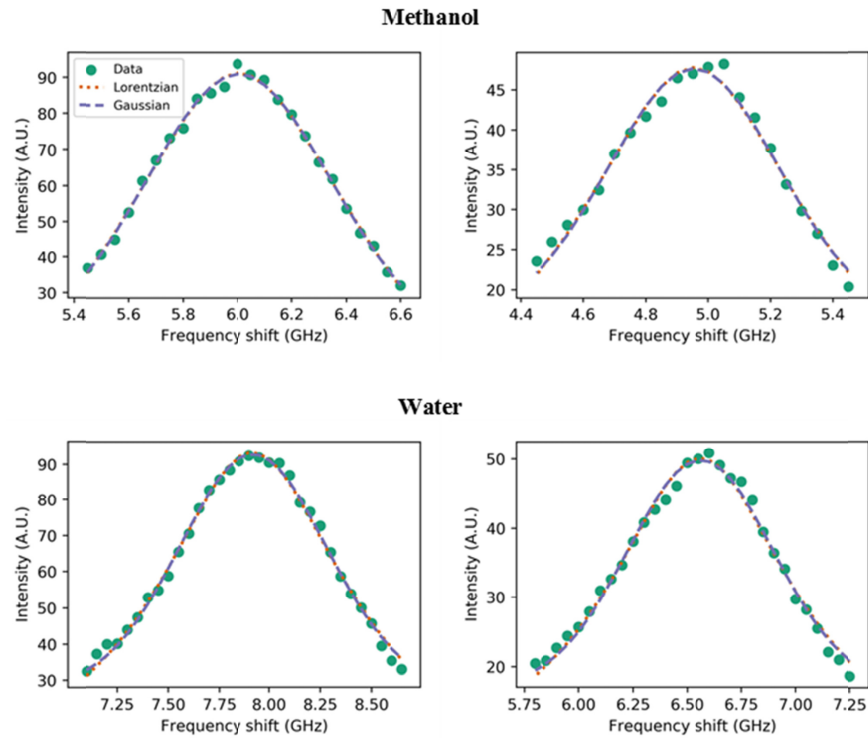 Methanol
Intensity (A.U.)
90
80
70
60
50
40
30
Data
Lorentzian
Gaussian
5.4 5.6 5.8 6.0 6.2 6.4 6.6
Frequency shift (GHz)
Intensity (A.U.)
45
40
35
30
25
20
4.4 4.6 4.8 5.0 5.2 5.4
Frequency shift (GHz)
Water
Intensity (A.U.)
90
80
70
60
50
40
30
7.25 7.50 7.75 8.00 8.25 8.50
Frequency shift (GHz)
Intensity (A.U.)
50
40
30
20
5.75 6.00 6.25 6.50 6.75 7.00 7.25
Frequency shift (GHz)